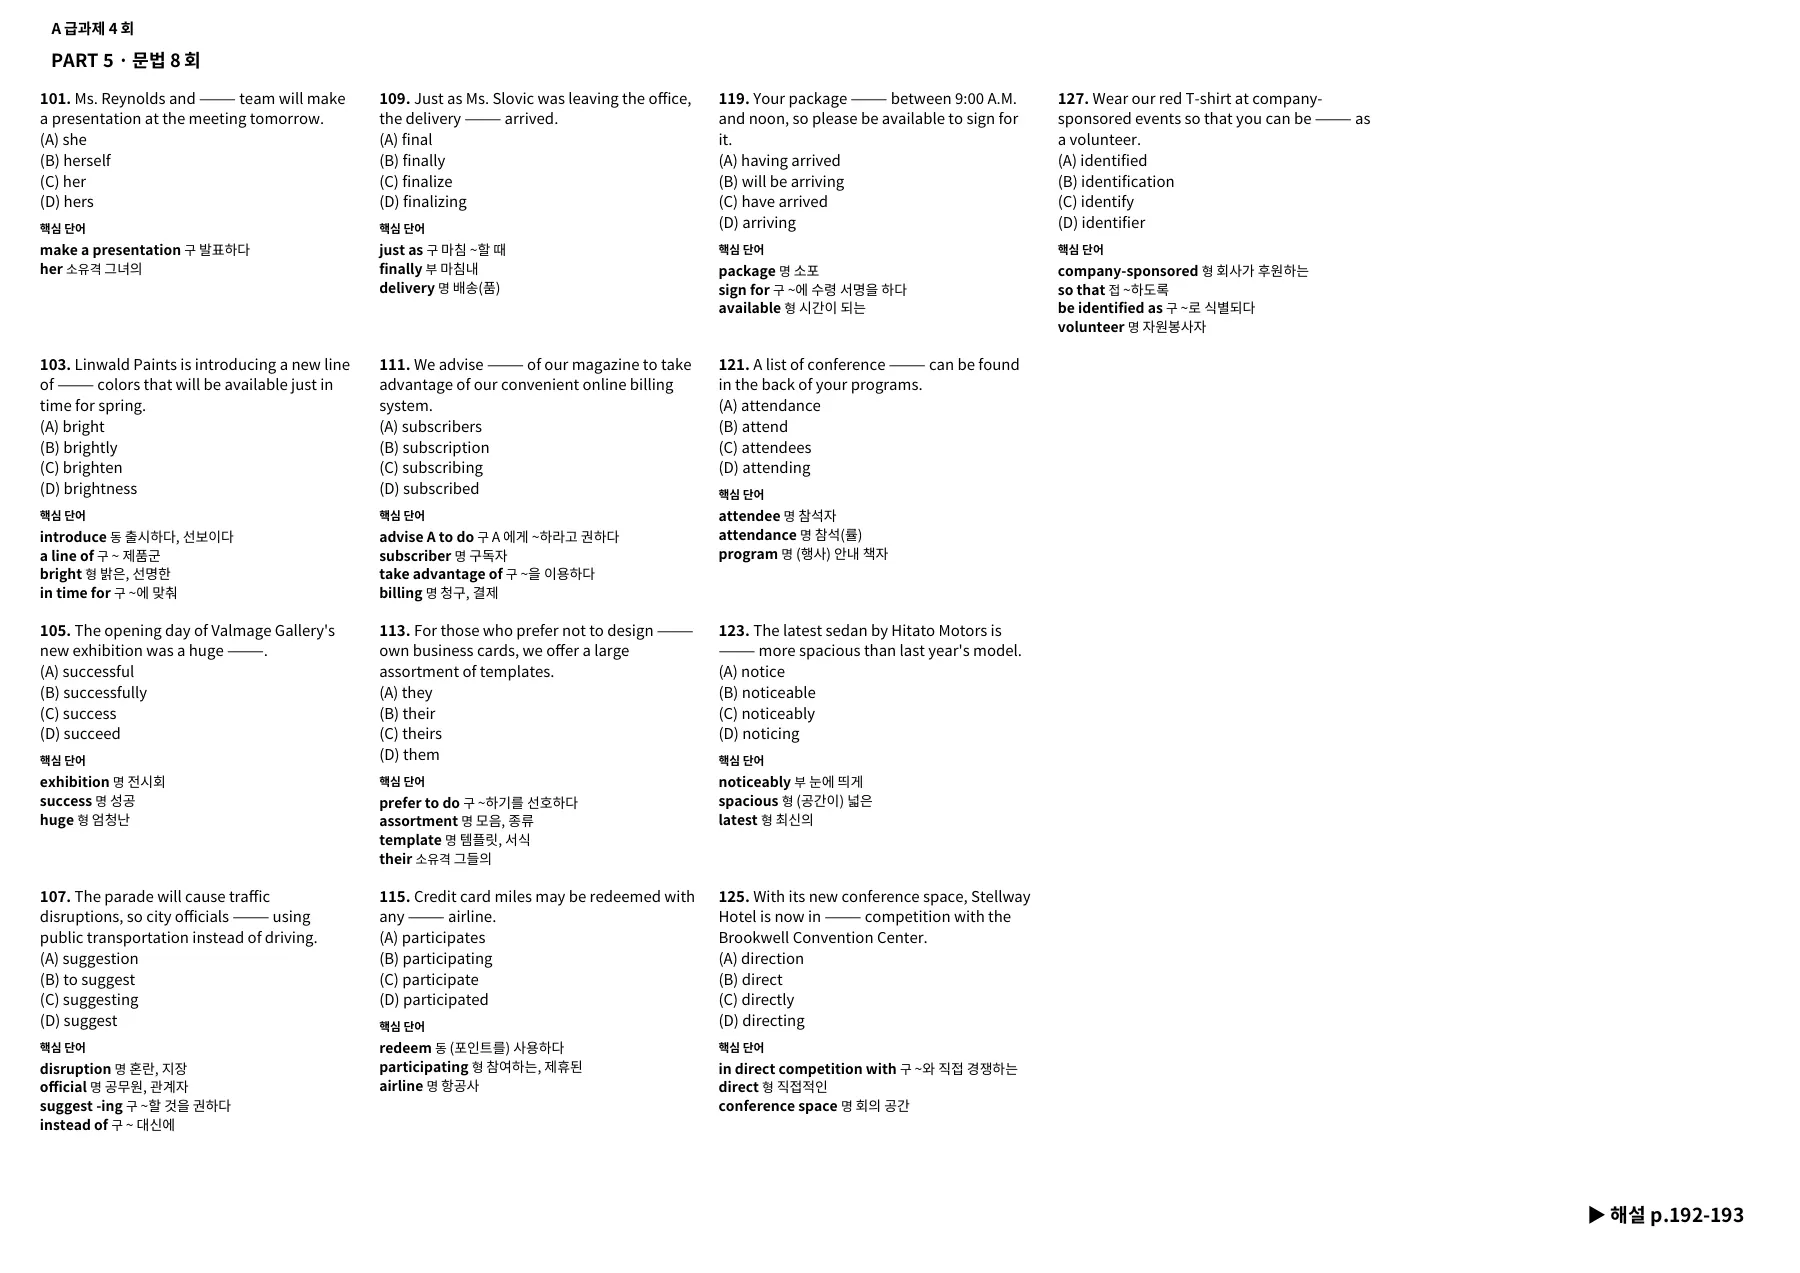 A 급과제 4 회
PART 5 · 문법 8 회
101. Ms. Reynolds and ——— team will make
a presentation at the meeting tomorrow.
(A) she
(B) herself
(C) her
(D) hers
핵심 단어
make a presentation 구 발표하다
her 소유격 그녀의
103. Linwald Paints is introducing a new line
of ——— colors that will be available just in
time for spring.
(A) bright
(B) brightly
(C) brighten
(D) brightness
핵심 단어
introduce 동 출시하다, 선보이다
a line of 구 ~ 제품군
bright 형 밝은, 선명한
in time for 구 ~에 맞춰
105. The opening day of Valmage Gallery's
new exhibition was a huge ———.
(A) successful
(B) successfully
(C) success
(D) succeed
핵심 단어
exhibition 명 전시회
success 명 성공
huge 형 엄청난
107. The parade will cause traffic
disruptions, so city officials ——— using
public transportation instead of driving.
(A) suggestion
(B) to suggest
(C) suggesting
(D) suggest
핵심 단어
disruption 명 혼란, 지장
official 명 공무원, 관계자
suggest -ing 구 ~할 것을 권하다
instead of 구 ~ 대신에
109. Just as Ms. Slovic was leaving the office,
the delivery ——— arrived.
(A) final
(B) finally
(C) finalize
(D) finalizing
핵심 단어
just as 구 마침 ~할 때
finally 부 마침내
delivery 명 배송(품)
111. We advise ——— of our magazine to take
advantage of our convenient online billing
system.
(A) subscribers
(B) subscription
(C) subscribing
(D) subscribed
핵심 단어
advise A to do 구 A 에게 ~하라고 권하다
subscriber 명 구독자
take advantage of 구 ~을 이용하다
billing 명 청구, 결제
113. For those who prefer not to design ———
own business cards, we offer a large
assortment of templates.
(A) they
(B) their
(C) theirs
(D) them
핵심 단어
prefer to do 구 ~하기를 선호하다
assortment 명 모음, 종류
template 명 템플릿, 서식
their 소유격 그들의
115. Credit card miles may be redeemed with
any ——— airline.
(A) participates
(B) participating
(C) participate
(D) participated
핵심 단어
redeem 동 (포인트를) 사용하다
participating 형 참여하는, 제휴된
airline 명 항공사
119. Your package ——— between 9:00 A.M.
and noon, so please be available to sign for
it.
(A) having arrived
(B) will be arriving
(C) have arrived
(D) arriving
핵심 단어
package 명 소포
sign for 구 ~에 수령 서명을 하다
available 형 시간이 되는
121. A list of conference ——— can be found
in the back of your programs.
(A) attendance
(B) attend
(C) attendees
(D) attending
핵심 단어
attendee 명 참석자
attendance 명 참석(률)
program 명 (행사) 안내 책자
123. The latest sedan by Hitato Motors is
——— more spacious than last year's model.
(A) notice
(B) noticeable
(C) noticeably
(D) noticing
핵심 단어
noticeably 부 눈에 띄게
spacious 형 (공간이) 넓은
latest 형 최신의
125. With its new conference space, Stellway
Hotel is now in ——— competition with the
Brookwell Convention Center.
(A) direction
(B) direct
(C) directly
(D) directing
핵심 단어
in direct competition with 구 ~와 직접 경쟁하는
direct 형 직접적인
conference space 명 회의 공간
127. Wear our red T-shirt at company-
sponsored events so that you can be ——— as
a volunteer.
(A) identified
(B) identification
(C) identify
(D) identifier
핵심 단어
company-sponsored 형 회사가 후원하는
so that 접 ~하도록
be identified as 구 ~로 식별되다
volunteer 명 자원봉사자
▶ 해설 p.192-193